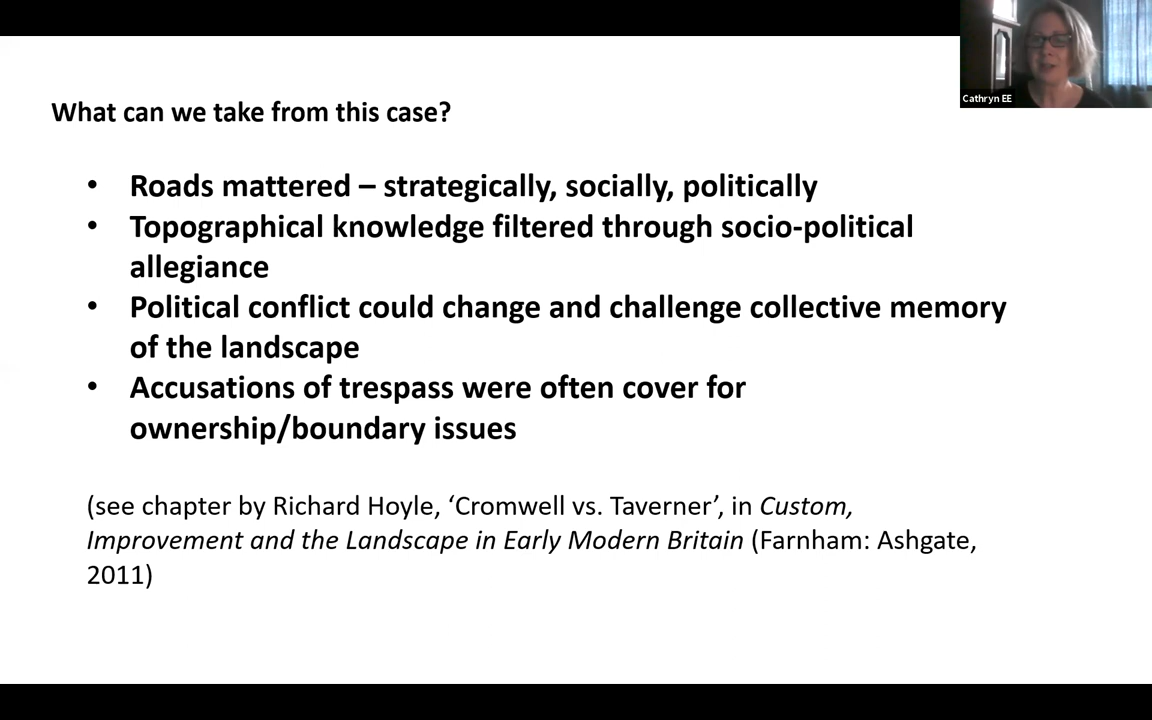 Cathryn EE
What can we take from this case?
• Roads mattered – strategically, socially, politically
• Topographical knowledge filtered through socio-political
allegiance
• Political conflict could change and challenge collective memory
of the landscape
• Accusations of trespass were often cover for
ownership/boundary issues
(see chapter by Richard Hoyle, ‘Cromwell vs. Taverner’, in Custom,
Improvement and the Landscape in Early Modern Britain (Farnham: Ashgate,
2011)